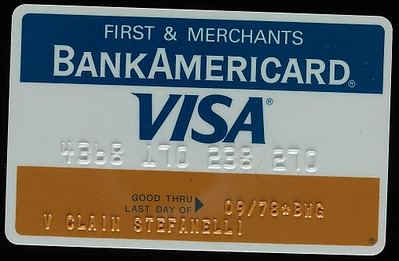 FIRST & MERCHANTS
BANKAMERICARD®
VISA®
4368 170 238 270
GOOD THRU
LAST DAY OF ▶ 09/78*BWG
V CLAIN STEFANELLI